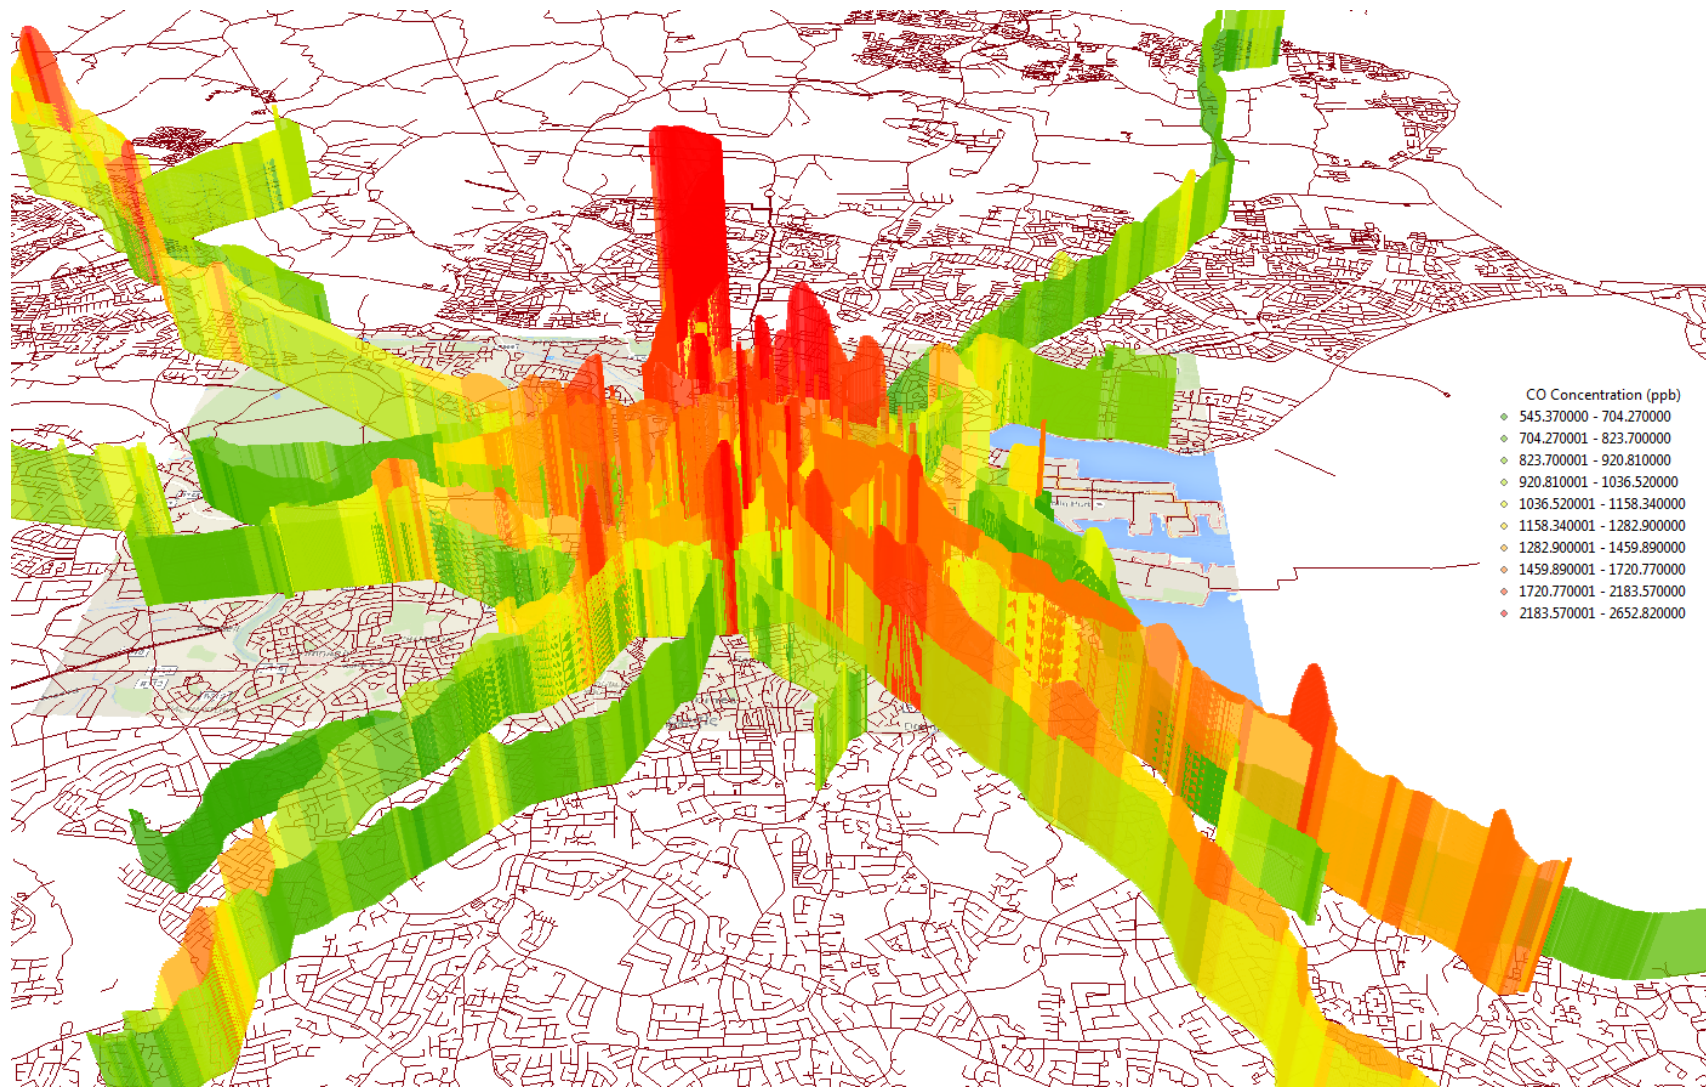 CO Concentration (ppb)
545.370000 - 704.270000
704.270001 - 823.700000
823.700001 - 920.810000
920.810001 - 1036.520000
1036.520001 - 1158.340000
1158.340001 - 1282.900000
1282.900001 - 1459.890000
1459.890001 - 1720.770000
1720.770001 - 2183.570000
2183.570001 - 2652.820000